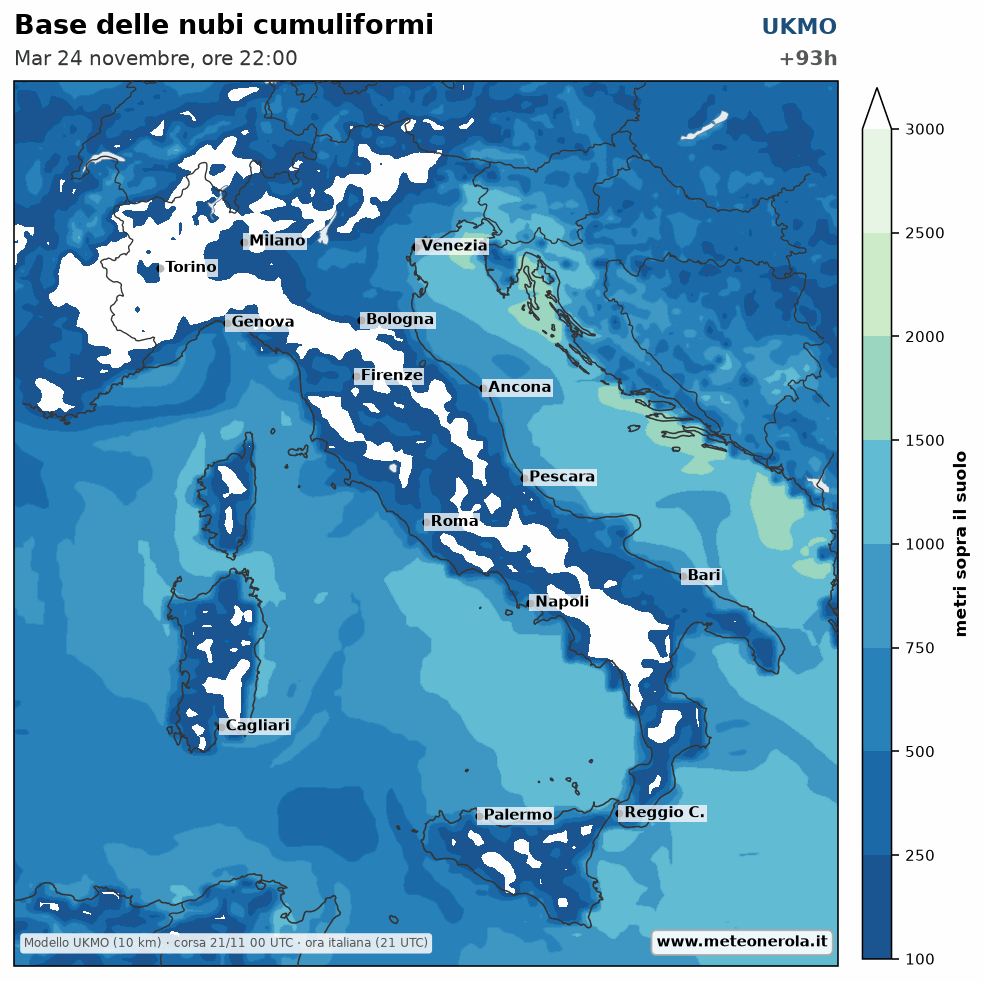 Base delle nubi cumuliformi
UKMO
Mar 24 novembre, ore 22:00
+93h
3000
2500
2000
1500
1000
750
500
250
100
metri sopra il suolo
Milano
Venezia
Torino
Genova
Bologna
Firenze
Ancona
Pescara
Roma
Bari
Napoli
Cagliari
Palermo
Reggio C.
Modello UKMO (10 km) · corsa 21/11 00 UTC · ora italiana (21 UTC)
www.meteonerola.it